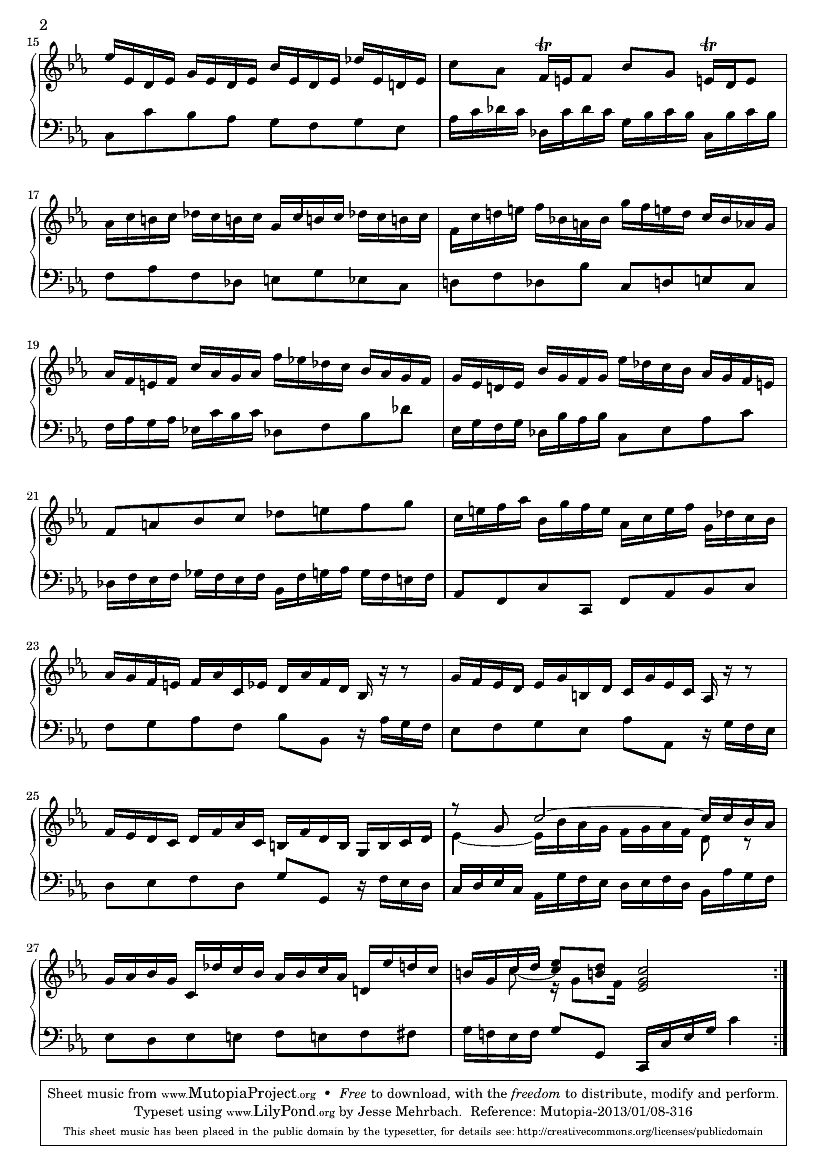 2
15
tr tr
17
19
21
23
25
27
Sheet music from www.MutopiaProject.org • Free to download, with the freedom to distribute, modify and perform.
Typeset using www.LilyPond.org by Jesse Mehrbach. Reference: Mutopia-2013/01/08-316
This sheet music has been placed in the public domain by the typesetter, for details see: http://creativecommons.org/licenses/publicdomain